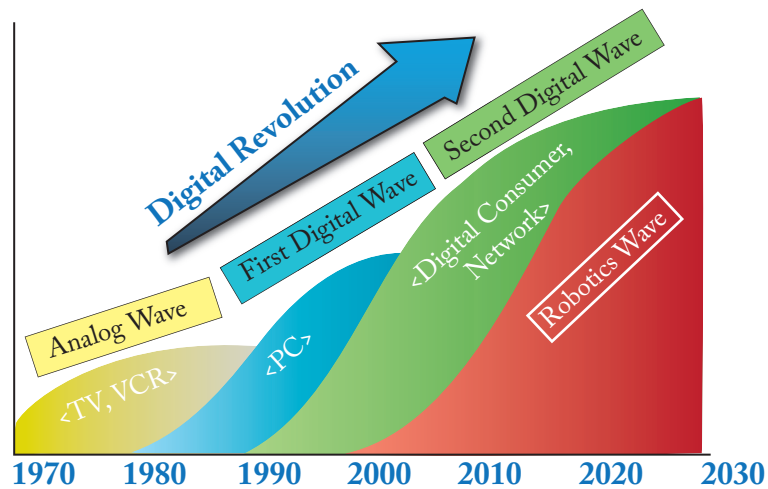 Digital Revolution
Second Digital Wave
First Digital Wave
Analog Wave
<TV, VCR>
<PC>
<Digital Consumer,
Network>
Robotics Wave
1970 1980 1990 2000 2010 2020 2030